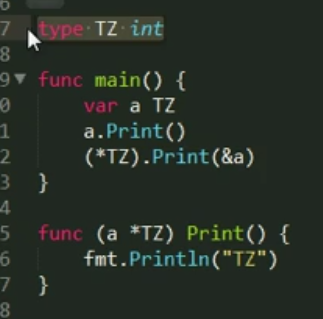 6
7 type TZ int
8
9 func main() {
0     var a TZ
1     a.Print()
2     (*TZ).Print(&a)
3 }
4
5 func (a *TZ) Print() {
6     fmt.Println("TZ")
7 }
8